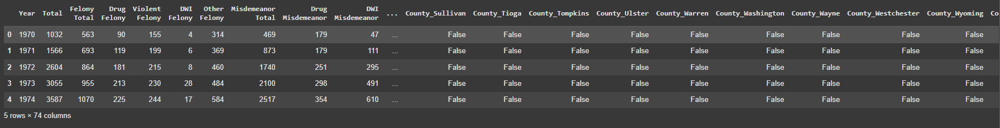 Year Total Felony Total Drug Felony Violent Felony DWI Felony Other Felony Misdemeanor Total Drug Misdemeanor DWI Misdemeanor ... County_Sullivan County_Tioga County_Tompkins County_Ulster County_Warren County_Washington County_Wayne County_Westchester County_Wyoming Co
0 1970 1032 563 90 155 4 314 469 179 47 ... False False False False False False False False False
1 1971 1566 693 119 199 6 369 873 179 111 ... False False False False False False False False False
2 1972 2604 864 181 215 8 460 1740 251 295 ... False False False False False False False False False
3 1973 3055 955 213 230 28 484 2100 298 491 ... False False False False False False False False False
4 1974 3587 1070 225 244 17 584 2517 354 610 ... False False False False False False False False False
5 rows × 74 columns